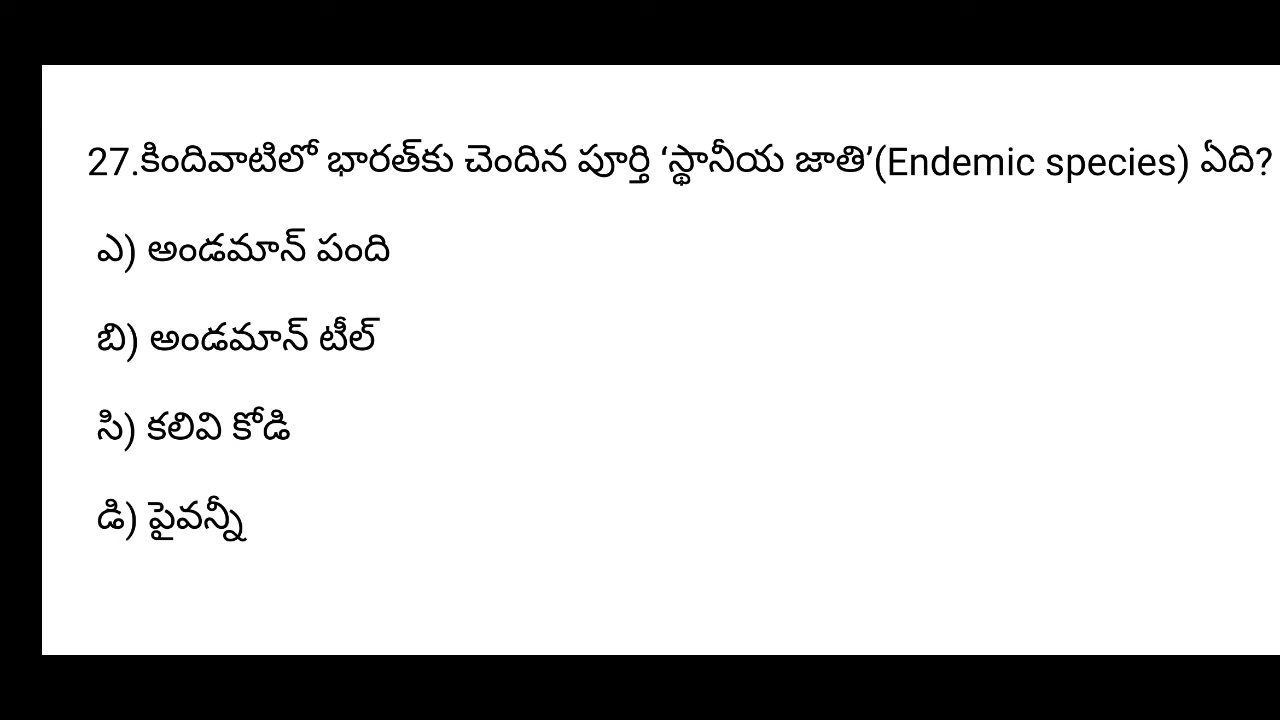 27.కిందివాటిలో భారత్‌కు చెందిన పూర్తి ‘స్థానీయ జాతి’(Endemic species) ఏది?
ఎ) అండమాన్ పంది
బి) అండమాన్ టీల్
సి) కలివి కోడి
డి) పైవన్నీ